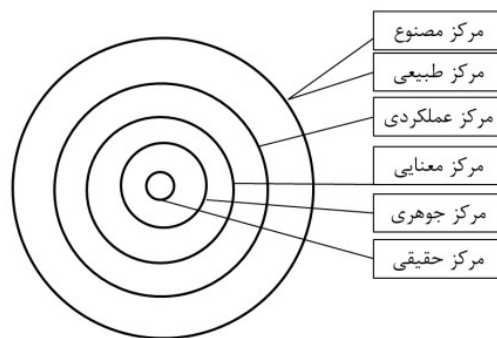 مرکز مصنوع
مرکز طبیعی
مرکز عملکردی
مرکز معنایی
مرکز جوهری
مرکز حقیقی